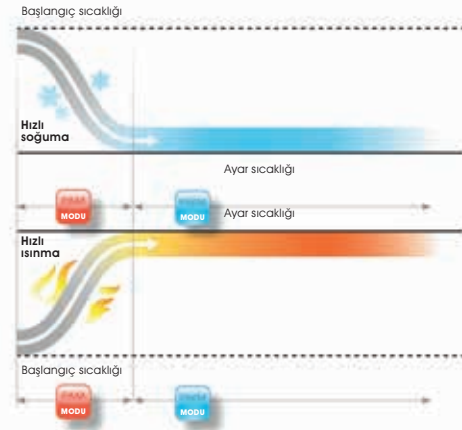 Başlangıç sıcaklığı
Hızlı
soğuma
Ayar sıcaklığı
MODU
MODU
Ayar sıcaklığı
Hızlı
ısınma
Başlangıç sıcaklığı
MODU
MODU